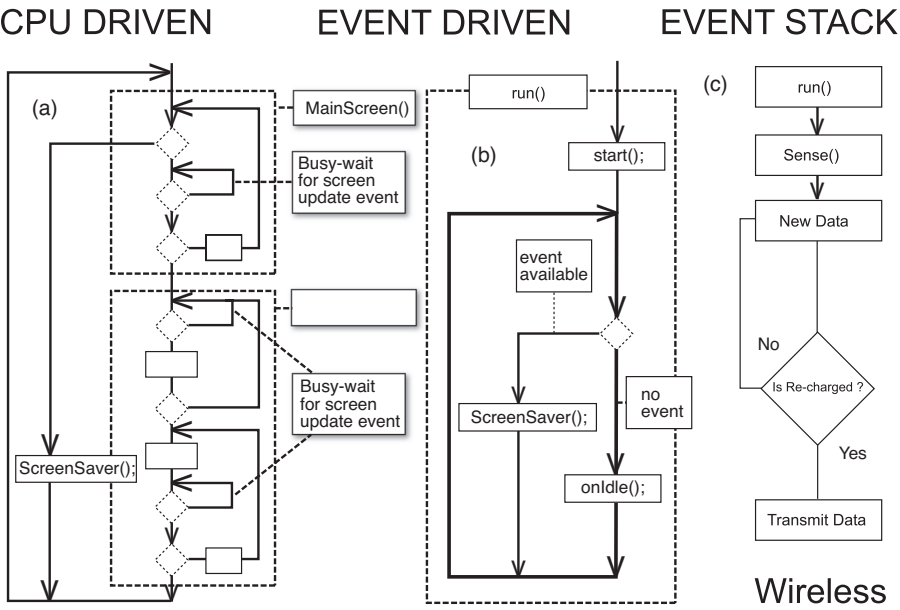 CPU DRIVEN
EVENT DRIVEN
EVENT STACK
(a)
MainScreen()
Busy-wait
for screen
update event
Busy-wait
for screen
update event
ScreenSaver();
run()
(b)
start();
event
available
no
event
ScreenSaver();
onIdle();
(c)
run()
Sense()
New Data
No
Is Re-charged ?
Yes
Transmit Data
Wireless